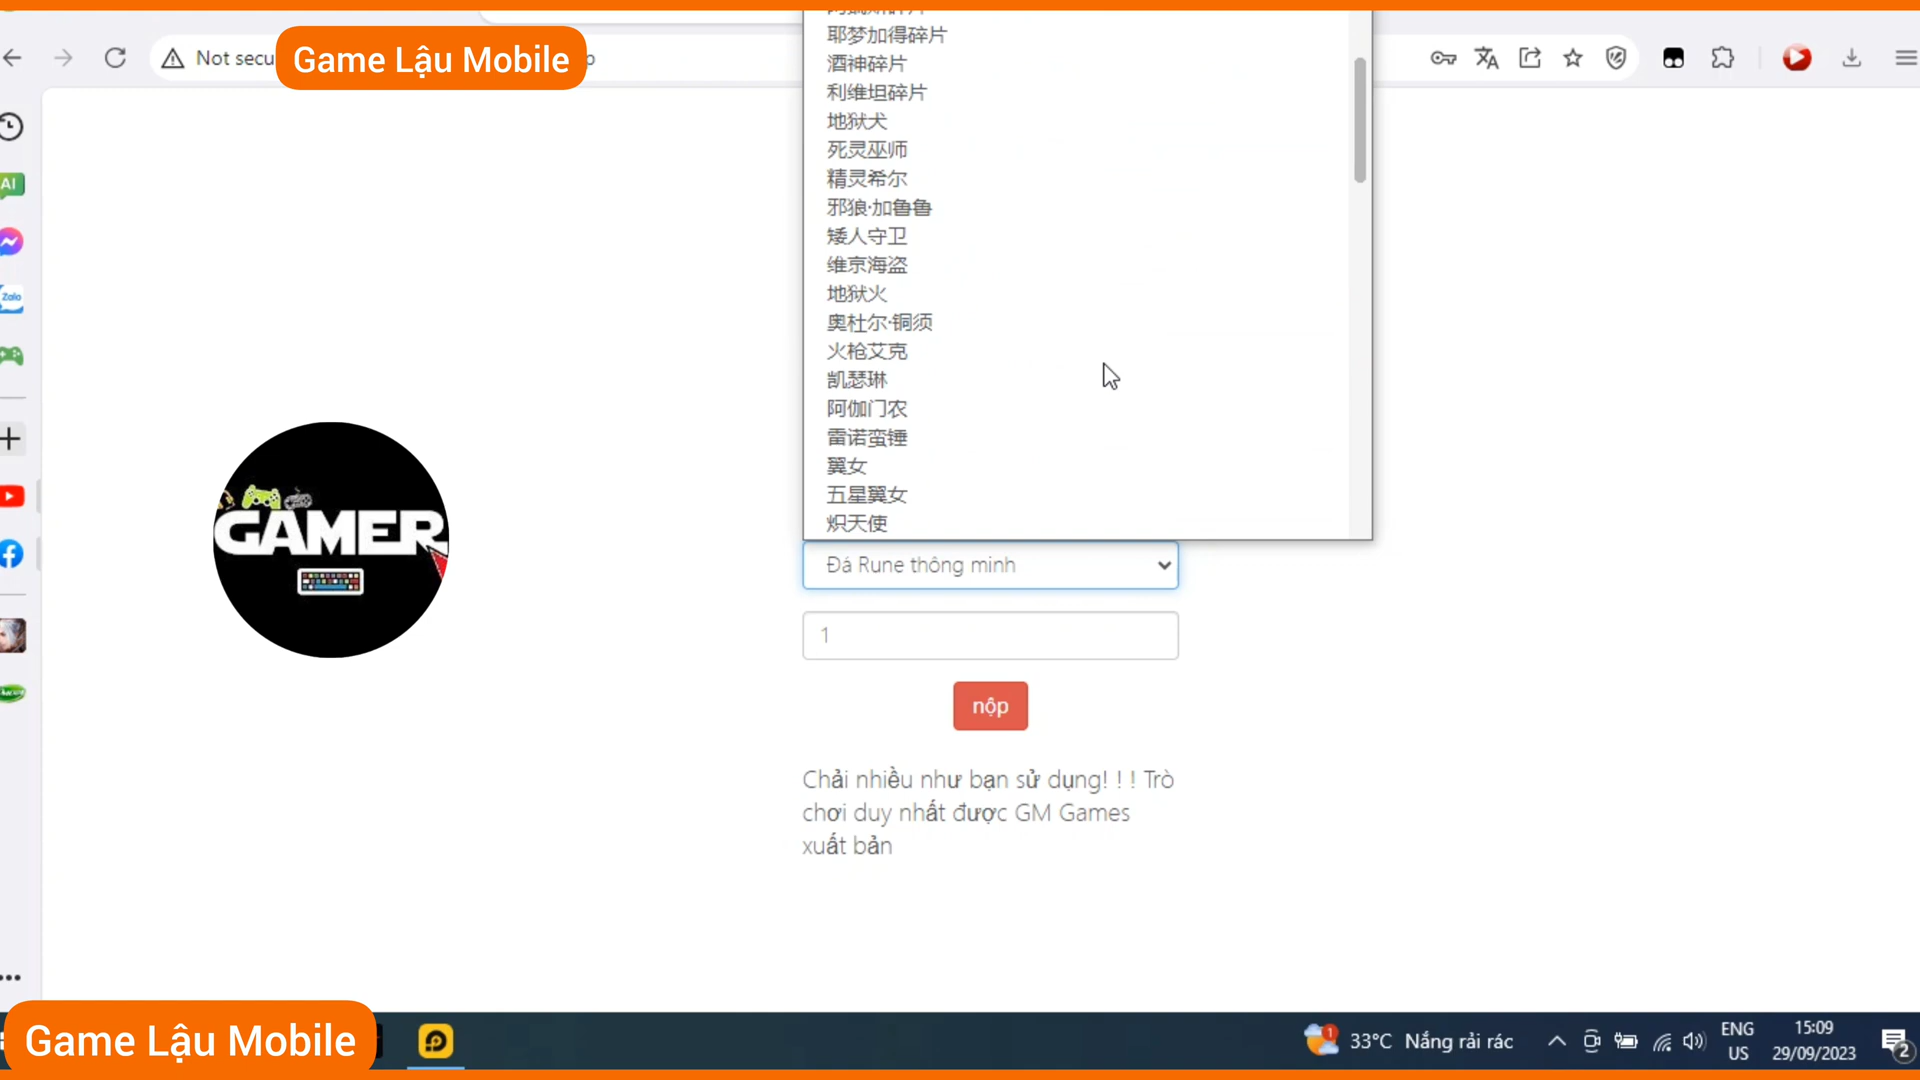 耶梦加得碎片
Not secu
Game Lậu Mobile
酒神碎片
利维坦碎片
地狱犬
死灵巫师
AI
精灵希尔
邪狼·加鲁鲁
矮人守卫
维京海盗
Zalo
地狱火
奥杜尔·铜须
火枪艾克
凯瑟琳
阿伽门农
雷诺蛮锤
翼女
五星翼女
炽天使
GAMER
Đá Rune thông minh
1
nộp
Chải nhiều như bạn sử dụng! ! ! Trò
chơi duy nhất được GM Games
xuất bản
Game Lậu Mobile
1
33°C Nắng rải rác
ENG
US
15:09
29/09/2023
2